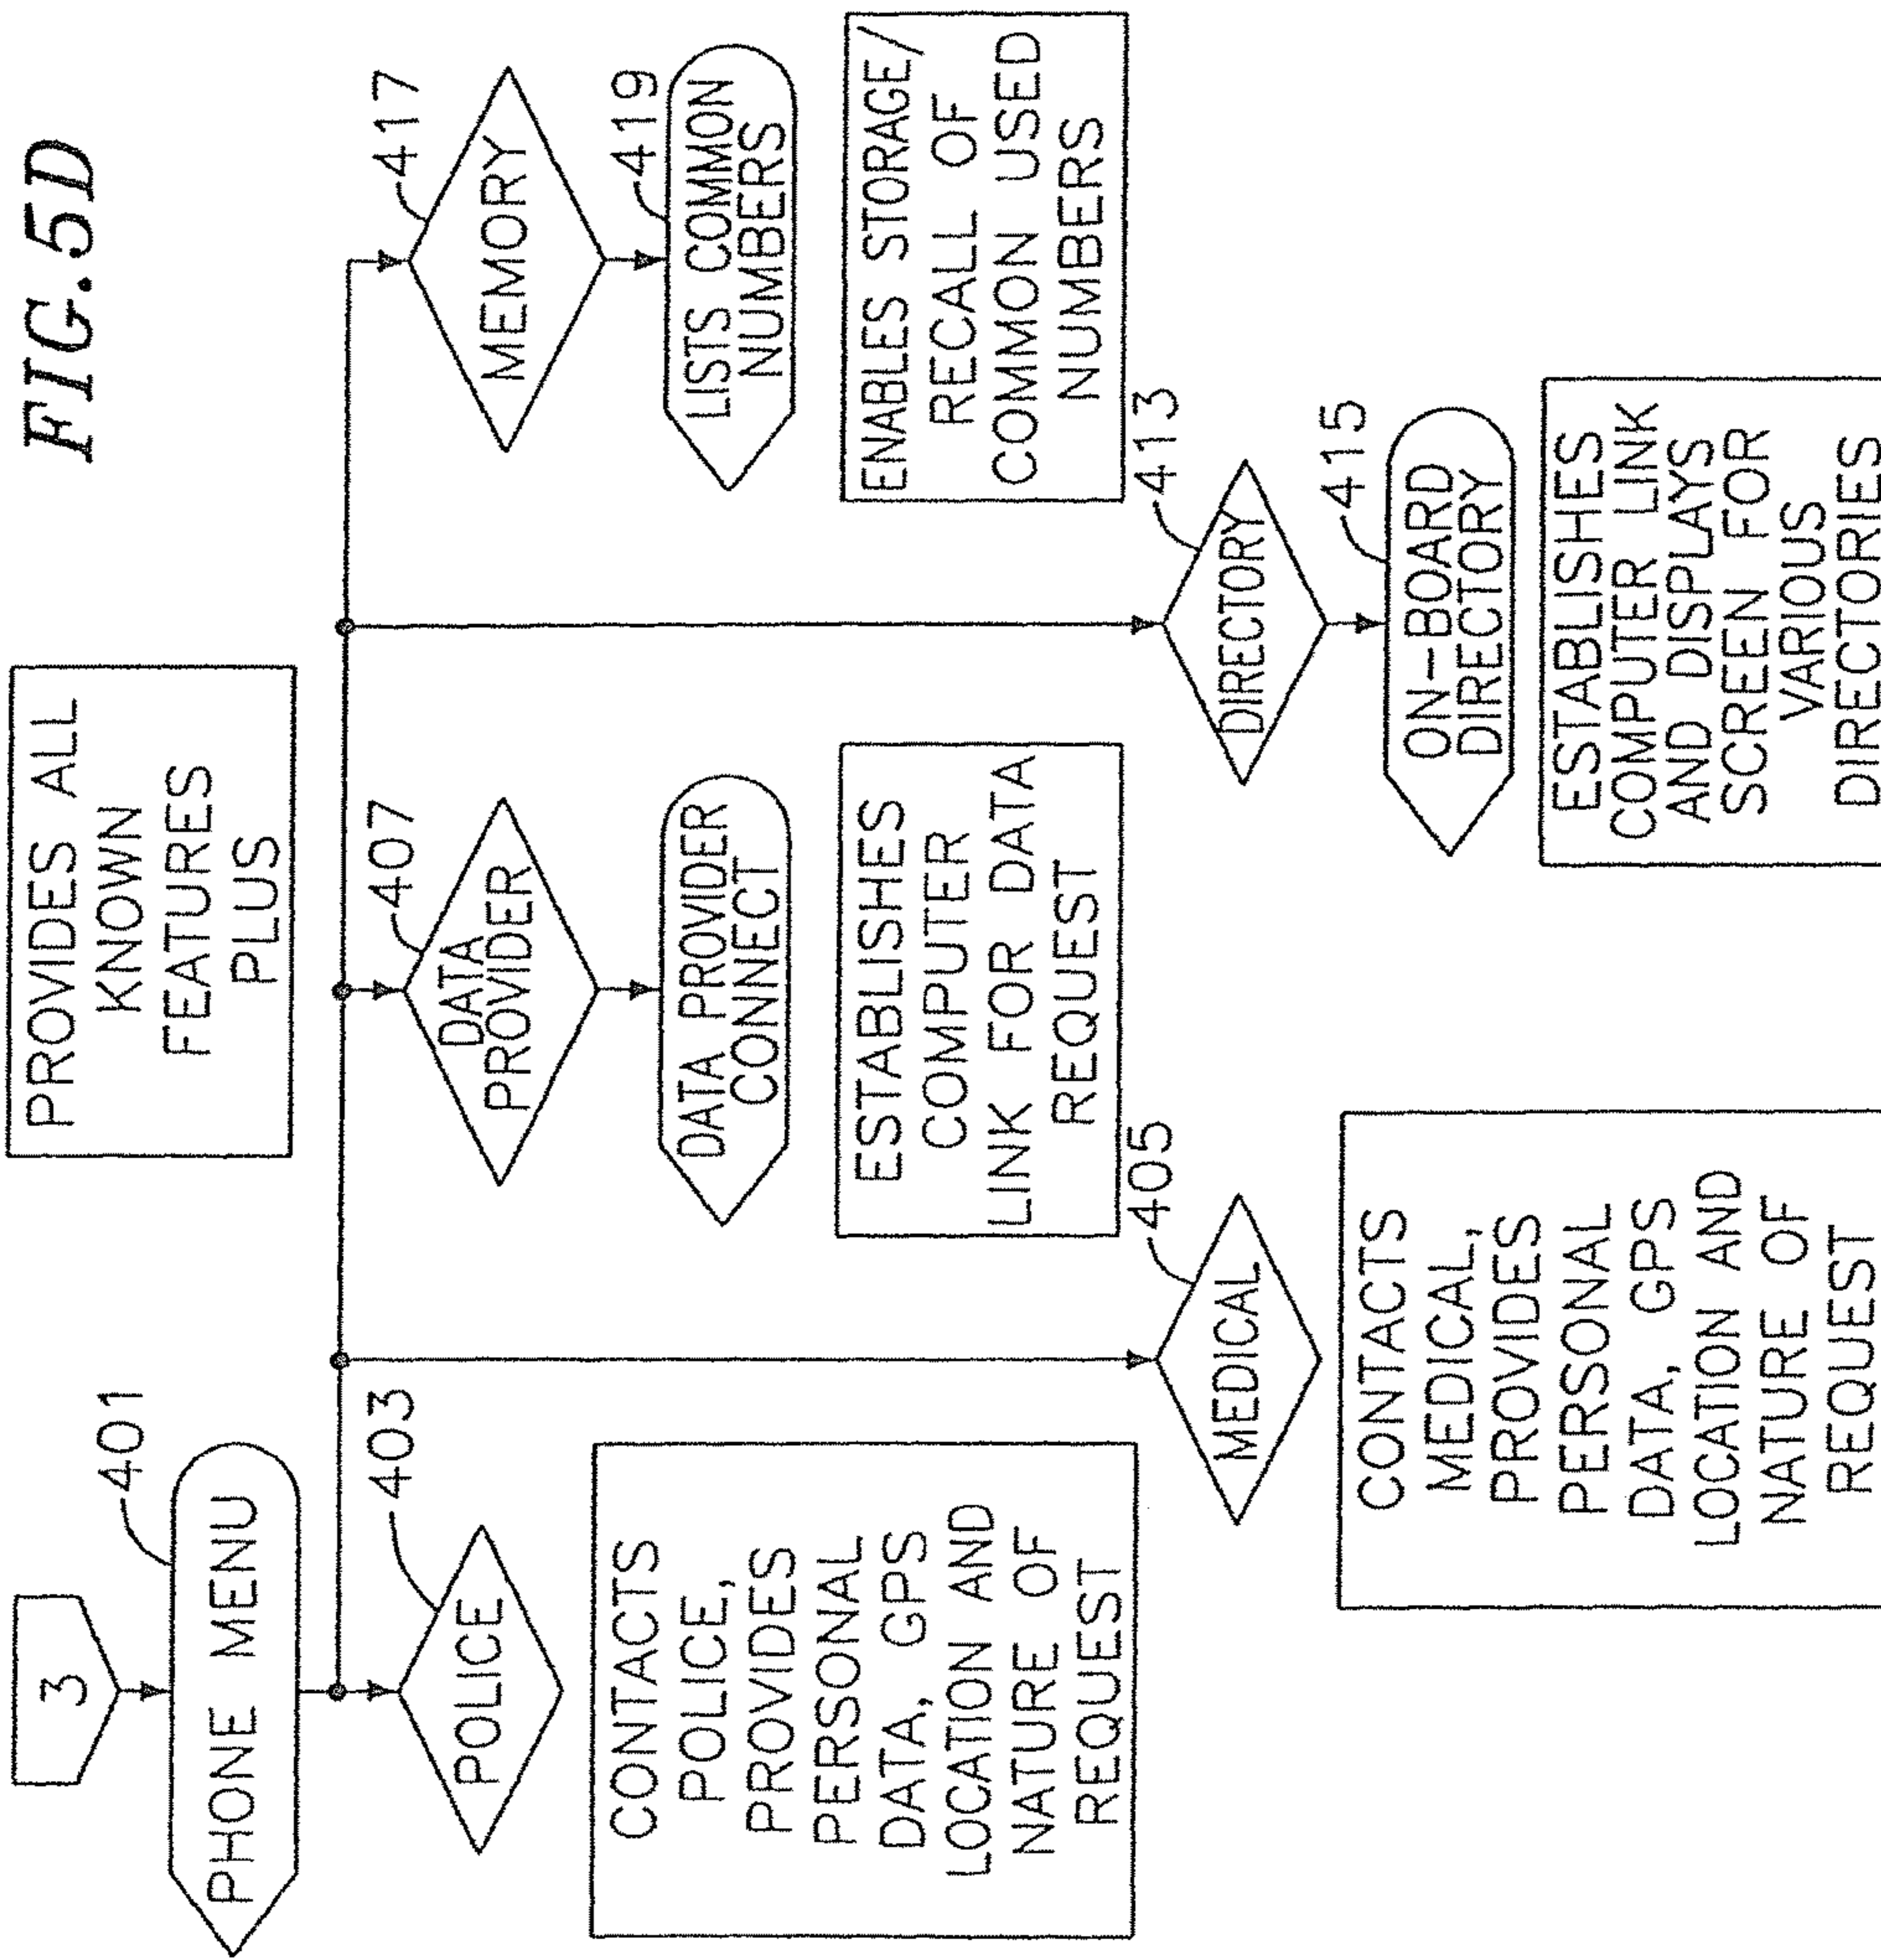 FIG.5D
3
401
PHONE MENU
PROVIDES ALL
KNOWN
FEATURES
PLUS
403
POLICE
CONTACTS
POLICE,
PROVIDES
PERSONAL
DATA, GPS
LOCATION AND
NATURE OF
REQUEST
405
MEDICAL
CONTACTS
MEDICAL,
PROVIDES
PERSONAL
DATA, GPS
LOCATION AND
NATURE OF
REQUEST
407
DATA
PROVIDER
DATA PROVIDER
CONNECT
ESTABLISHES
COMPUTER
LINK FOR DATA
REQUEST
413
DIRECTORY
415
ON-BOARD
DIRECTORY
ESTABLISHES
COMPUTER LINK
AND DISPLAYS
SCREEN FOR
VARIOUS
DIRECTORIES
417
MEMORY
419
LISTS COMMON
NUMBERS
ENABLES STORAGE/
RECALL OF
COMMON USED
NUMBERS